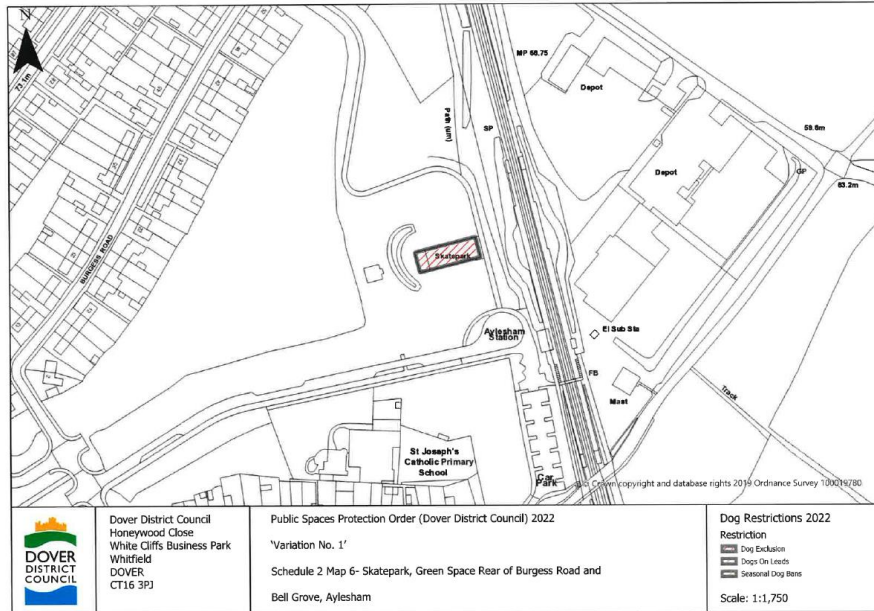 N
73.1m
MP 68.75
Depot
Path (um)
SP
59.6m
Depot
GP
63.2m
Skatepark
BURGESS ROAD
Aylesham
Station
El Sub Sta
FB
Mast
Track
St Joseph's
Catholic Primary
School
Car
Park
Crown copyright and database rights 2019 Ordnance Survey 100019780
DOVER
DISTRICT
COUNCIL
Dover District Council
Honeywood Close
White Cliffs Business Park
Whitfield
DOVER
CT16 3PJ
Public Spaces Protection Order (Dover District Council) 2022
'Variation No. 1'
Schedule 2 Map 6- Skatepark, Green Space Rear of Burgess Road and
Bell Grove, Aylesham
Dog Restrictions 2022
Restriction
Dog Exclusion
Dogs On Leads
Seasonal Dog Bans
Scale: 1:1,750